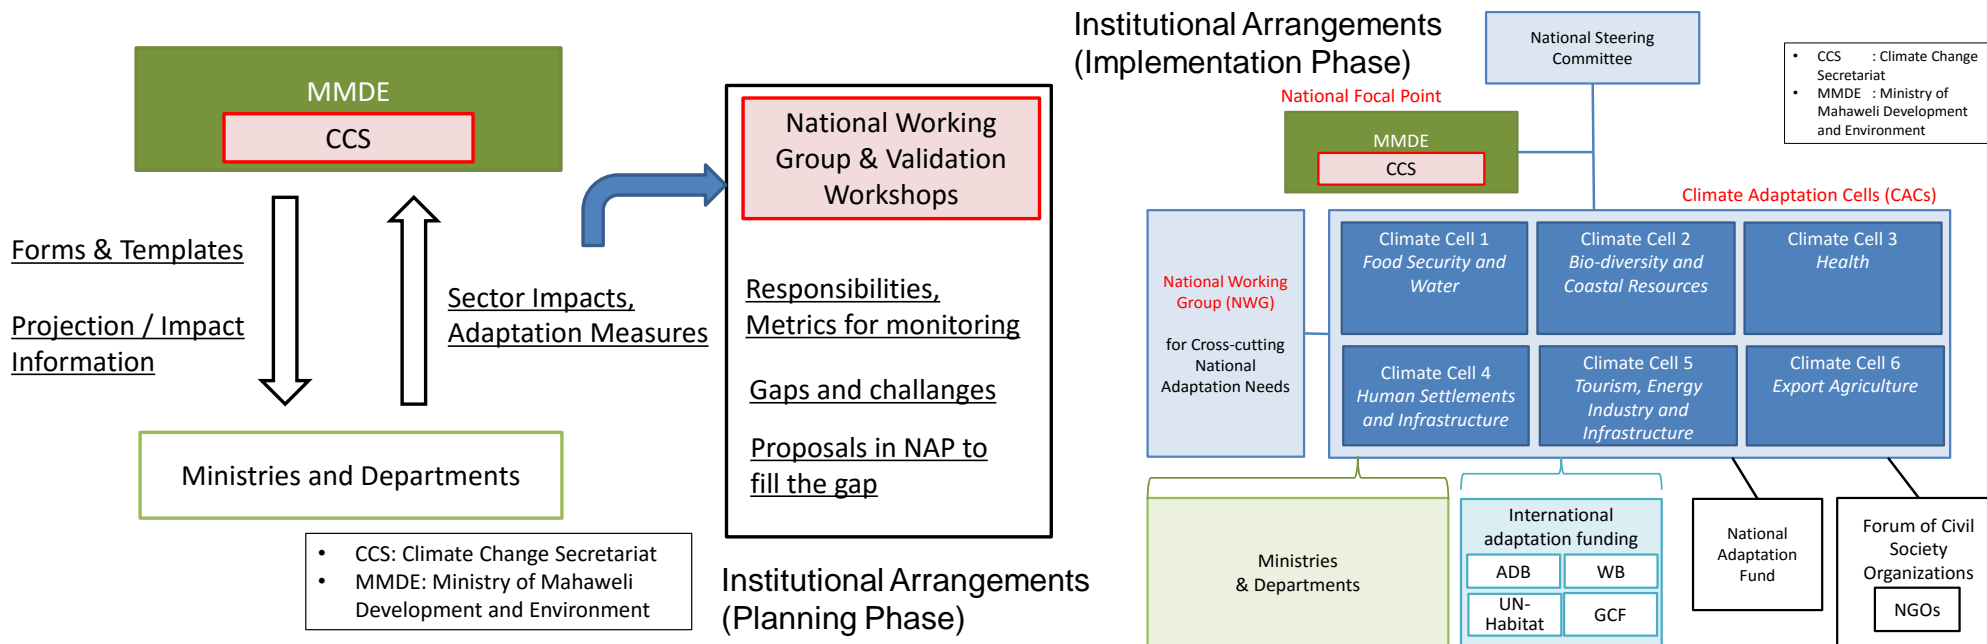 MMDE
CCS
Forms & Templates
Projection / Impact
Information
Sector Impacts,
Adaptation Measures
Ministries and Departments
• CCS: Climate Change Secretariat
• MMDE: Ministry of Mahaweli
Development and Environment
National Working
Group & Validation
Workshops
Responsibilities,
Metrics for monitoring
Gaps and challanges
Proposals in NAP to
fill the gap
Institutional Arrangements
(Planning Phase)
Institutional Arrangements
(Implementation Phase)
National Steering
Committee
• CCS : Climate Change
Secretariat
• MMDE : Ministry of
Mahaweli Development
and Environment
National Focal Point
MMDE
CCS
Climate Adaptation Cells (CACs)
National Working
Group (NWG)
for Cross-cutting
National
Adaptation Needs
Climate Cell 1
Food Security and
Water
Climate Cell 2
Bio-diversity and
Coastal Resources
Climate Cell 3
Health
Climate Cell 4
Human Settlements
and Infrastructure
Climate Cell 5
Tourism, Energy
Industry and
Infrastructure
Climate Cell 6
Export Agriculture
Ministries
& Departments
International
adaptation funding
ADB
WB
UN-
Habitat
GCF
National
Adaptation
Fund
Forum of Civil
Society
Organizations
NGOs